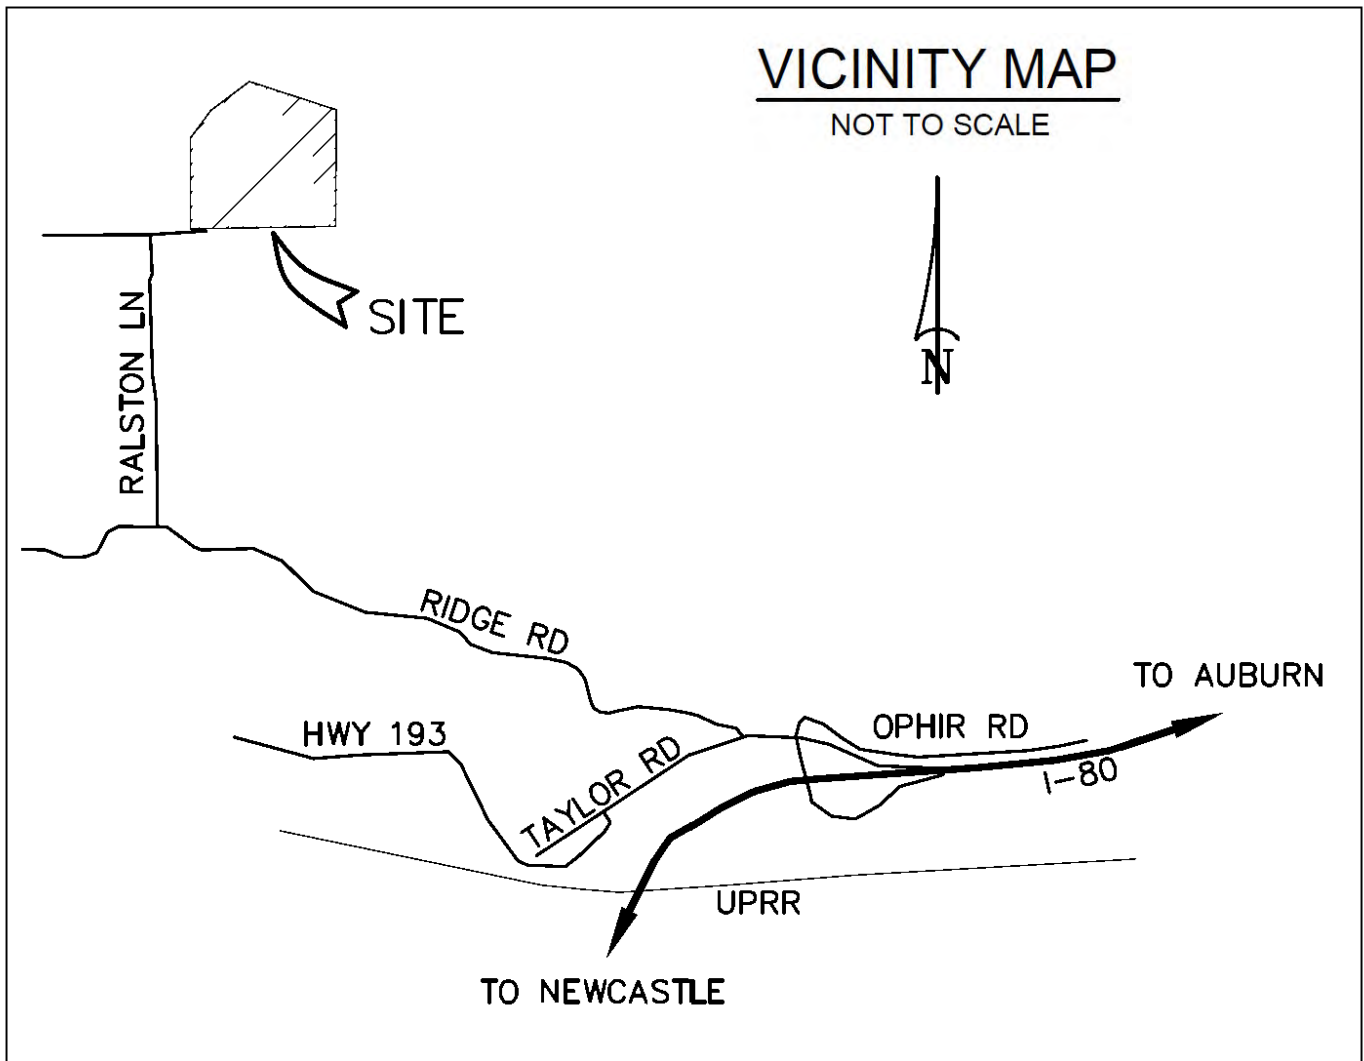 VICINITY MAP
NOT TO SCALE
N
SITE
RALSTON LN
RIDGE RD
TO AUBURN
HWY 193
OPHIR RD
TAYLOR RD
I-80
UPRR
TO NEWCASTLE